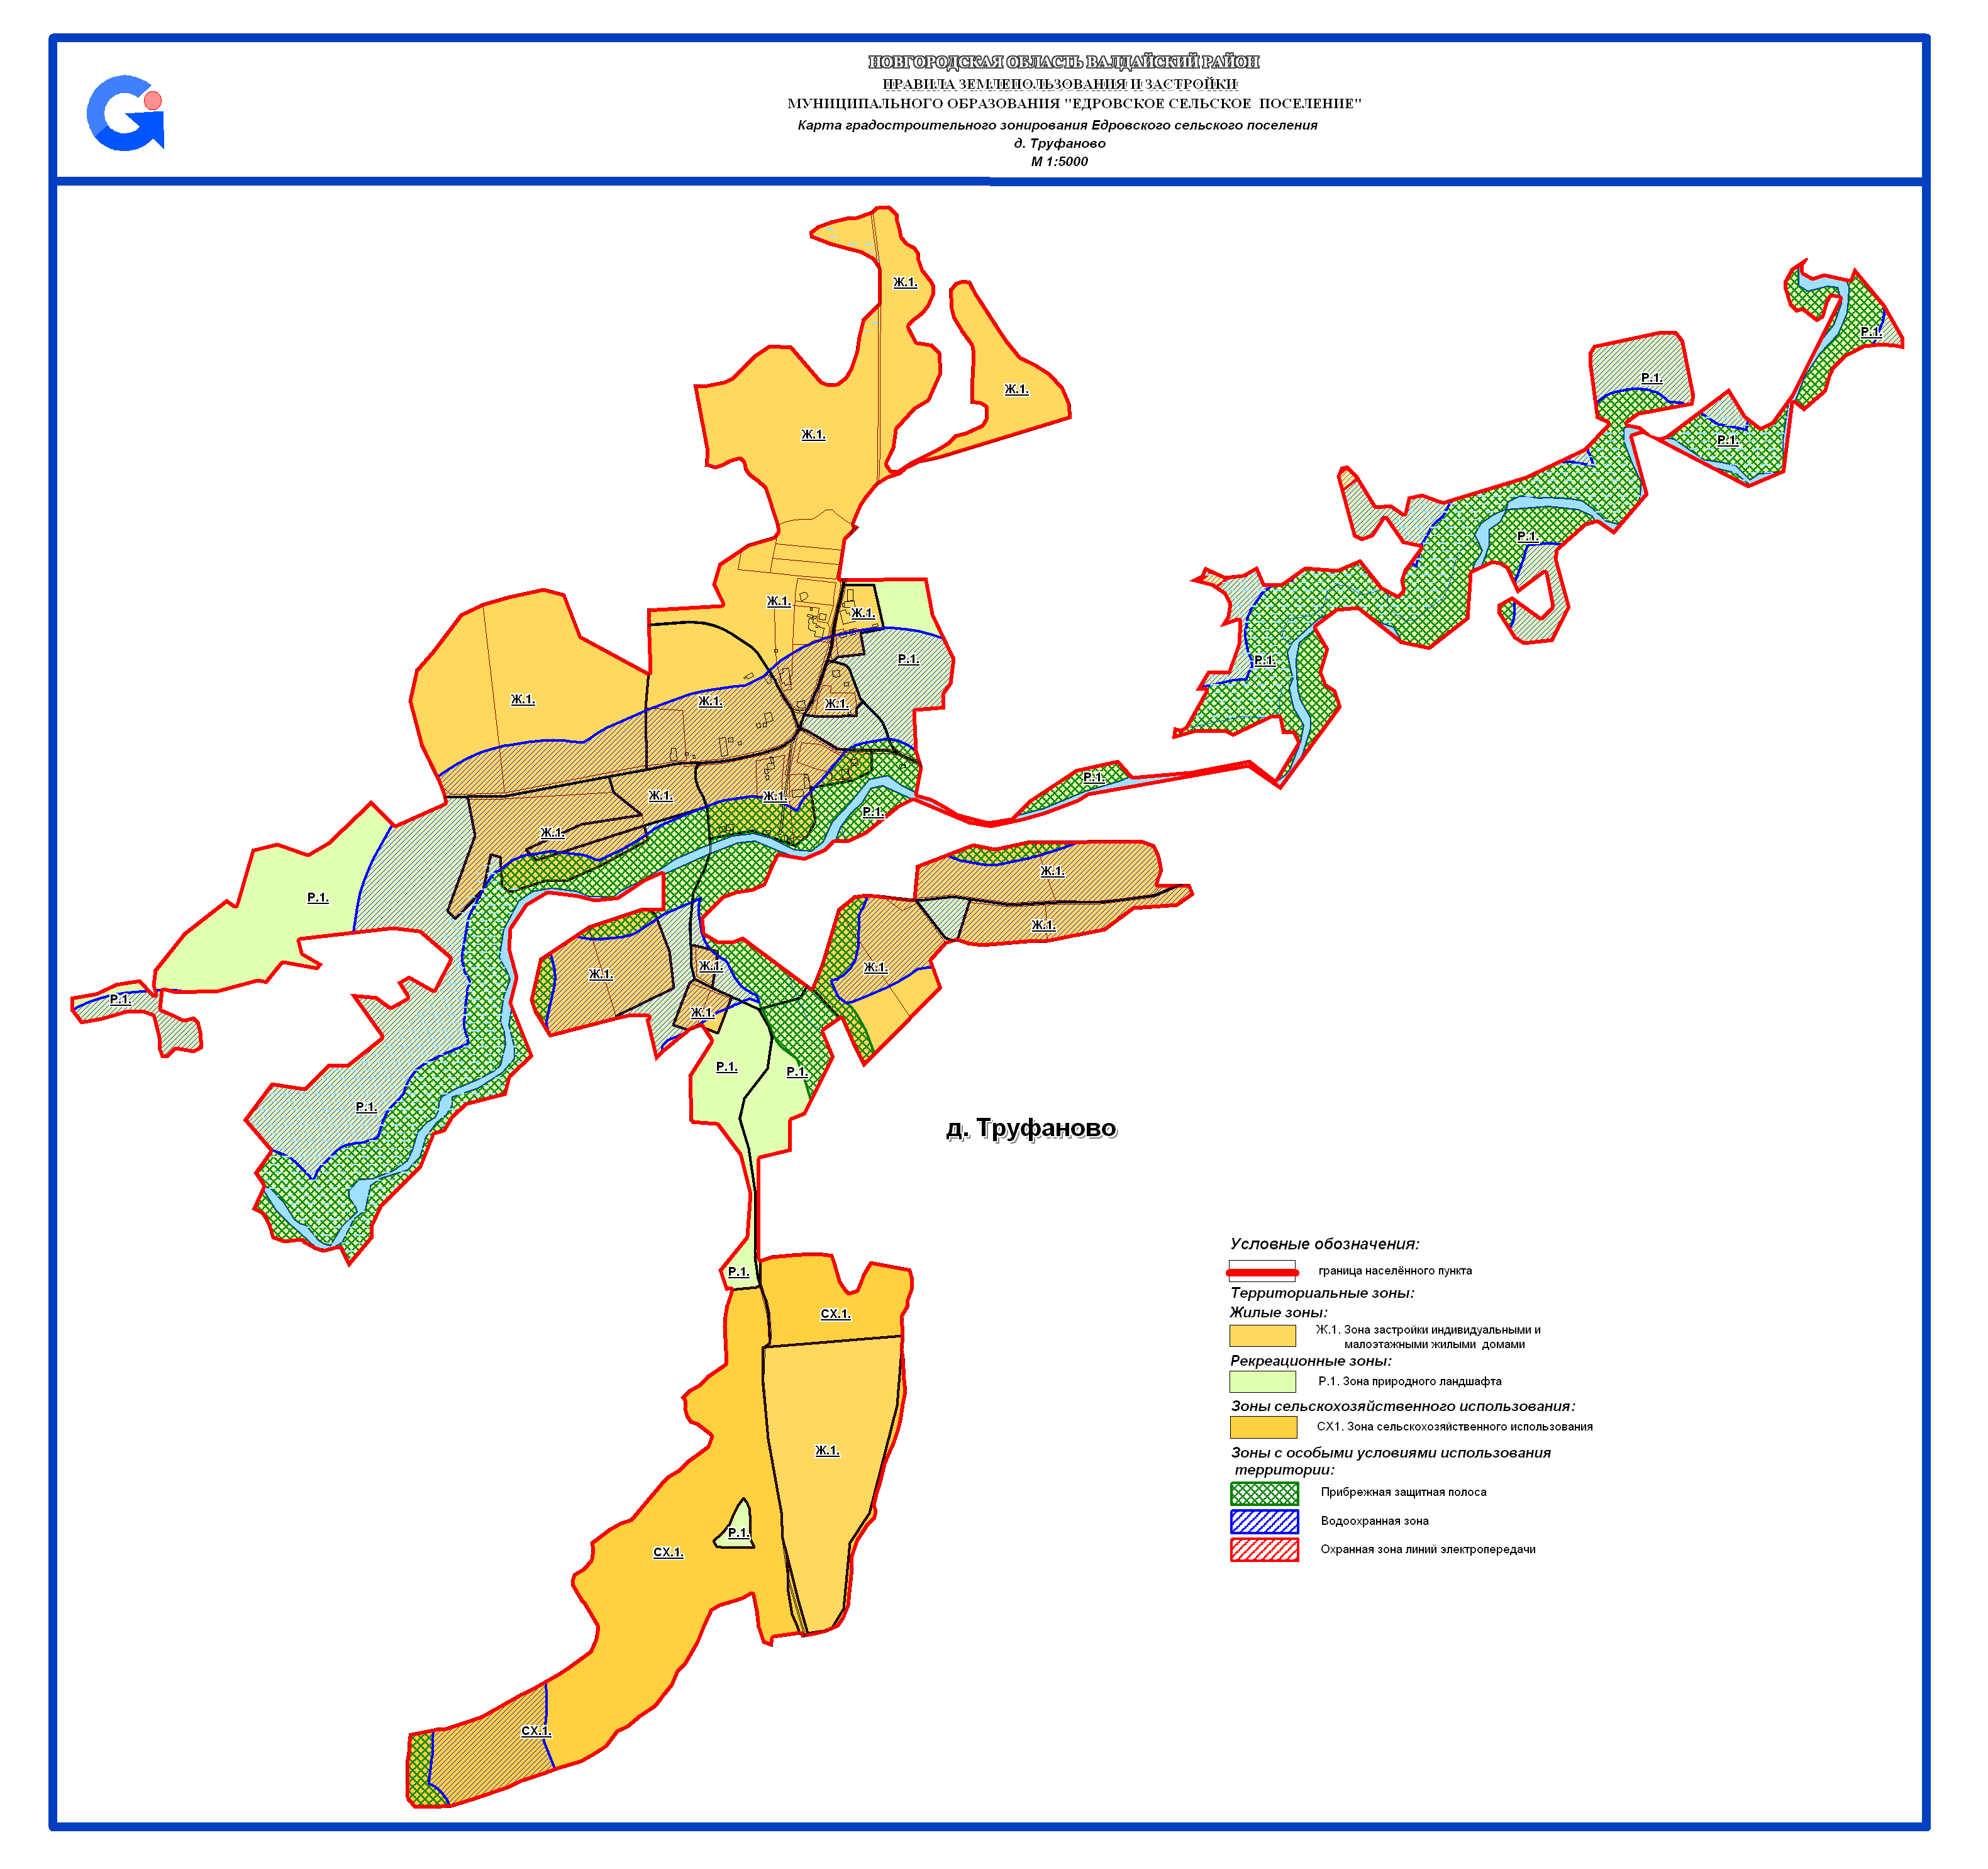 НОВГОРОДСКАЯ ОБЛАСТЬ ВАЛДАЙСКИЙ РАЙОН
ПРАВИЛА ЗЕМЛЕПОЛЬЗОВАНИЯ И ЗАСТРОЙКИ
МУНИЦИПАЛЬНОГО ОБРАЗОВАНИЯ "ЕДРОВСКОЕ СЕЛЬСКОЕ ПОСЕЛЕНИЕ"
Карта градостроительного зонирования Едровского сельского поселения
д. Труфаново
М 1:5000
Ж.1.
Р.1.
Р.1.
Ж.1.
Ж.1.
Р.1.
Р.1.
Ж.1.
Ж.1.
Р.1.
Р.1.
Р.1.
Ж.1.
Ж.1.
Ж.1.
Р.1.
Ж.1.
Ж.1.
Р.1.
Ж.1.
Ж.1.
Р.1.
Ж.1.
Ж.1.
Ж.1.
Ж.1.
Р.1.
Ж.1.
Р.1.
Р.1.
Р.1.
д. Труфаново
Р.1.
СХ.1.
Ж.1.
Р.1.
СХ.1.
СХ.1.
Условные обозначения:
граница населённого пункта
Территориальные зоны:
Жилые зоны:
Ж.1. Зона застройки индивидуальными и
малоэтажными жилыми домами
Рекреационные зоны:
Р.1. Зона природного ландшафта
Зоны сельскохозяйственного использования:
СХ1. Зона сельскохозяйственного использования
Зоны с особыми условиями использования
территории:
Прибрежная защитная полоса
Водоохранная зона
Охранная зона линий электропередачи